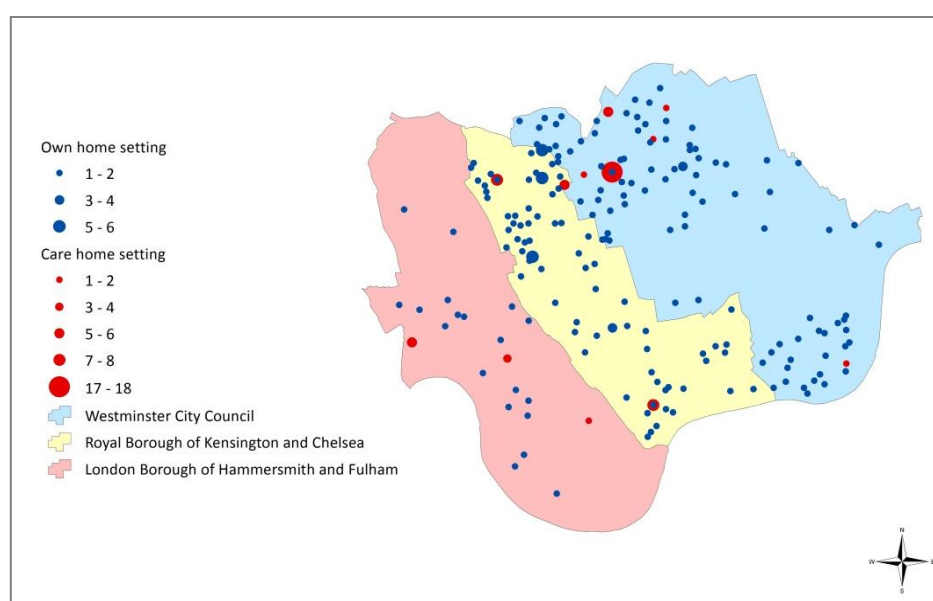 Own home setting
1 - 2
3 - 4
5 - 6
Care home setting
1 - 2
3 - 4
5 - 6
7 - 8
17 - 18
Westminster City Council
Royal Borough of Kensington and Chelsea
London Borough of Hammersmith and Fulham
N
W E
S